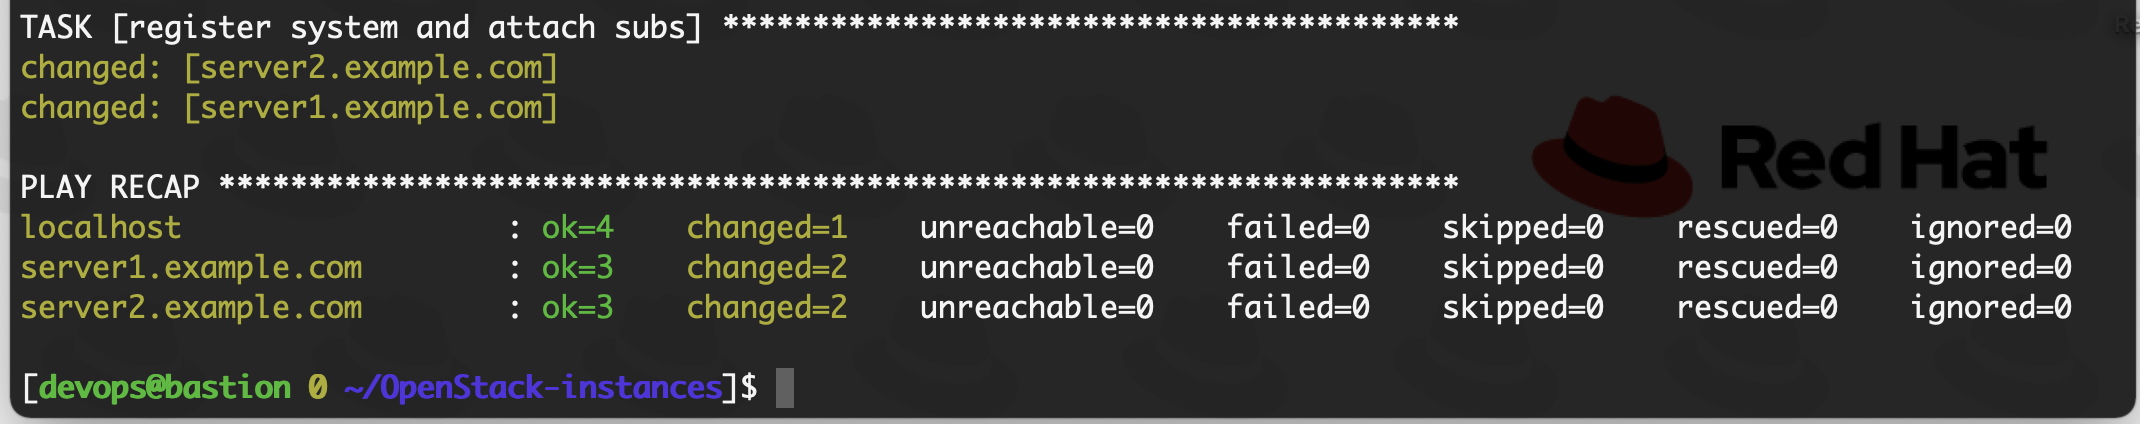 TASK [register system and attach subs] *****************************************
changed: [server2.example.com]
changed: [server1.example.com]
Red Hat
PLAY RECAP *********************************************************************
localhost : ok=4 changed=1 unreachable=0 failed=0 skipped=0 rescued=0 ignored=0
server1.example.com : ok=3 changed=2 unreachable=0 failed=0 skipped=0 rescued=0 ignored=0
server2.example.com : ok=3 changed=2 unreachable=0 failed=0 skipped=0 rescued=0 ignored=0
[devops@bastion 0 ~/OpenStack-instances]$